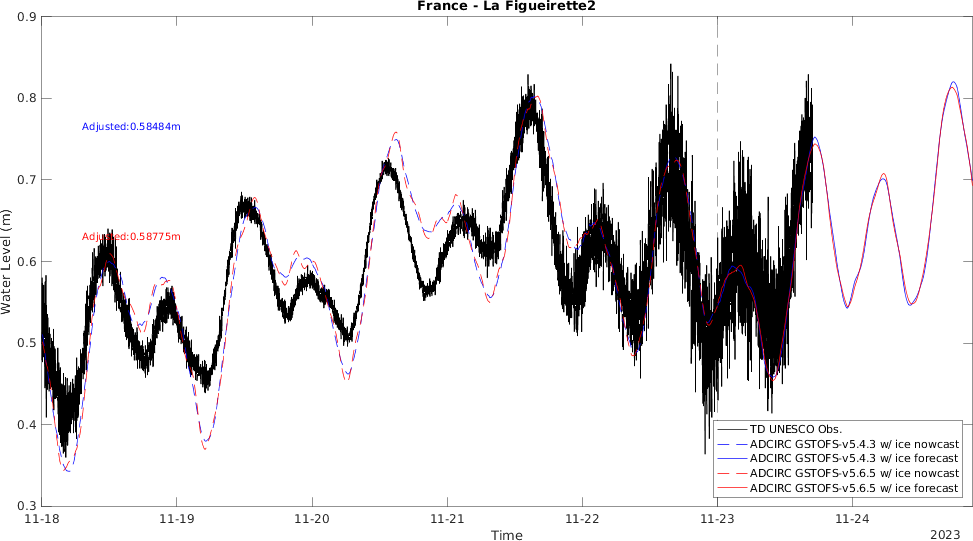 France - La Figueirette2
0.9
0.8
0.7
0.6
0.5
0.4
0.3
Water Level (m)
Adjusted:0.58484m
Adjusted:0.58775m
TD UNESCO Obs.
ADCIRC GSTOFS-v5.4.3 w/ ice nowcast
ADCIRC GSTOFS-v5.4.3 w/ ice forecast
ADCIRC GSTOFS-v5.6.5 w/ ice nowcast
ADCIRC GSTOFS-v5.6.5 w/ ice forecast
11-18 11-19 11-20 11-21 11-22 11-23 11-24
Time
2023